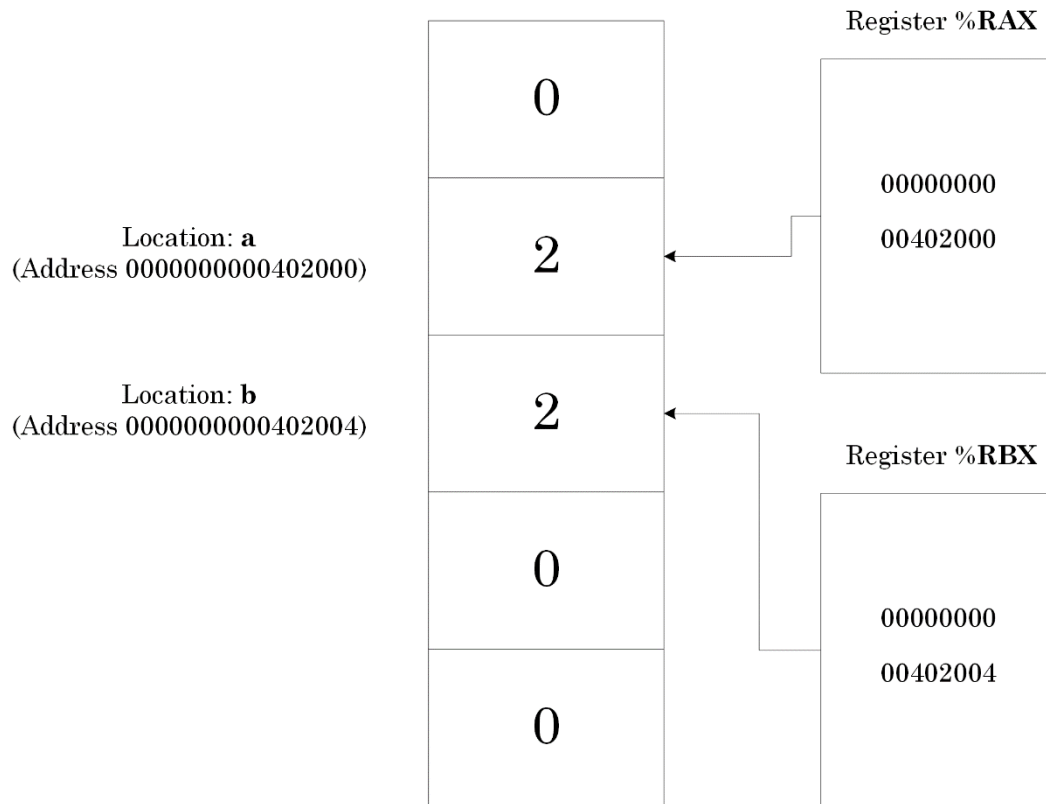 Register %RAX
0
00000000
00402000
Location: a
(Address 0000000000402000)
2
Location: b
(Address 0000000000402004)
2
Register %RBX
0
00000000
00402004
0